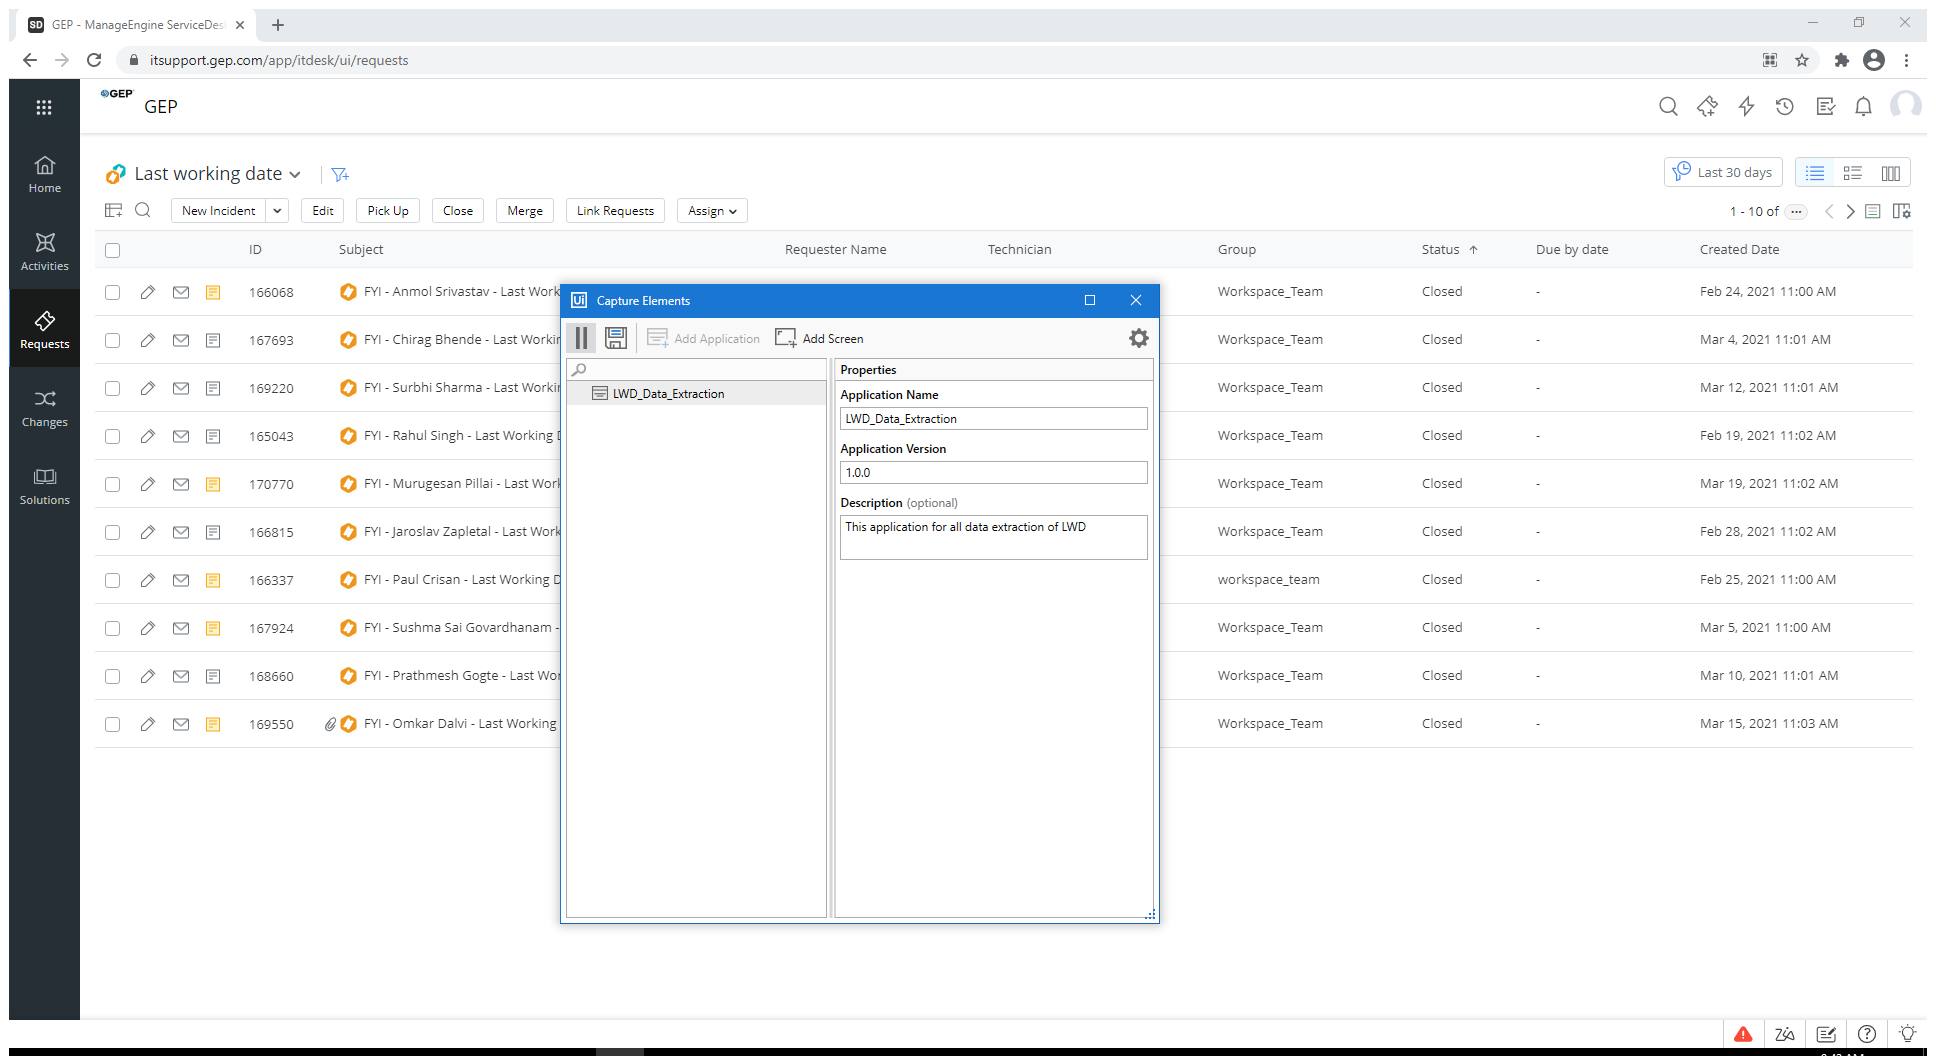 GEP - ManageEngine ServiceDes
itsupport.gep.com/app/itdesk/ui/requests
GEP
GEP
Home
Activities
Requests
Changes
Solutions
Last working date
Last 30 days
New Incident Edit Pick Up Close Merge Link Requests Assign
1 - 10 of ...
ID Subject Requester Name Technician Group Status Due by date Created Date
166068 FYI - Anmol Srivastav - Last Work Workspace_Team Closed - Feb 24, 2021 11:00 AM
167693 FYI - Chirag Bhende - Last Workin Workspace_Team Closed - Mar 4, 2021 11:01 AM
169220 FYI - Surbhi Sharma - Last Workin Workspace_Team Closed - Mar 12, 2021 11:01 AM
165043 FYI - Rahul Singh - Last Working D Workspace_Team Closed - Feb 19, 2021 11:02 AM
170770 FYI - Murugesan Pillai - Last Work Workspace_Team Closed - Mar 19, 2021 11:02 AM
166815 FYI - Jaroslav Zapletal - Last Work Workspace_Team Closed - Feb 28, 2021 11:02 AM
166337 FYI - Paul Crisan - Last Working D workspace_team Closed - Feb 25, 2021 11:00 AM
167924 FYI - Sushma Sai Govardhanam - Workspace_Team Closed - Mar 5, 2021 11:00 AM
168660 FYI - Prathmesh Gogte - Last Wor Workspace_Team Closed - Mar 10, 2021 11:01 AM
169550 FYI - Omkar Dalvi - Last Working Workspace_Team Closed - Mar 15, 2021 11:03 AM
Ui Capture Elements
Add Application Add Screen
LWD_Data_Extraction
Properties
Application Name
LWD_Data_Extraction
Application Version
1.0.0
Description (optional)
This application for all data extraction of LWD